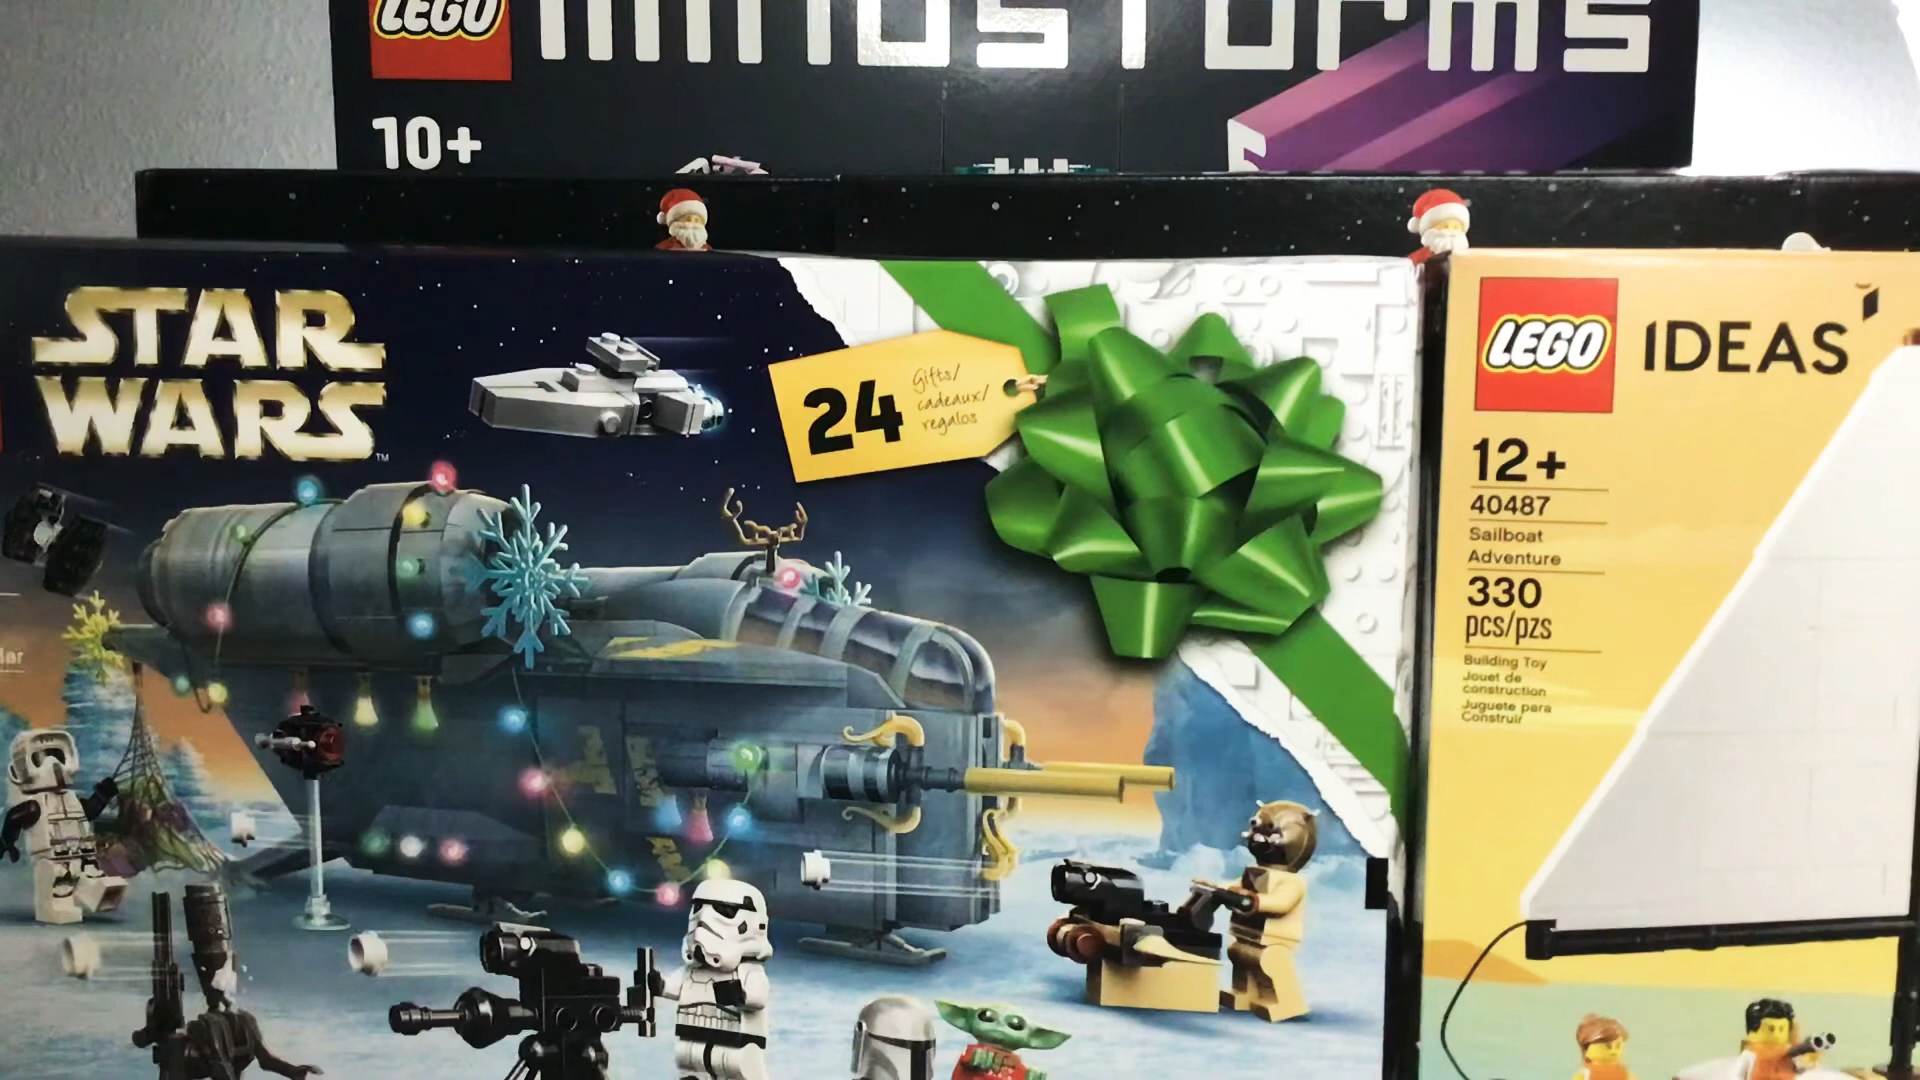 LEGO
MINDSTORMS
10+
STAR
WARS
TM
24
Gifts/
cadeaux/
regalos
LEGO
IDEAS
12+
40487
Sailboat
Adventure
330
pcs/pzs
Building Toy
Jouet de
construction
Juguete para
Construir